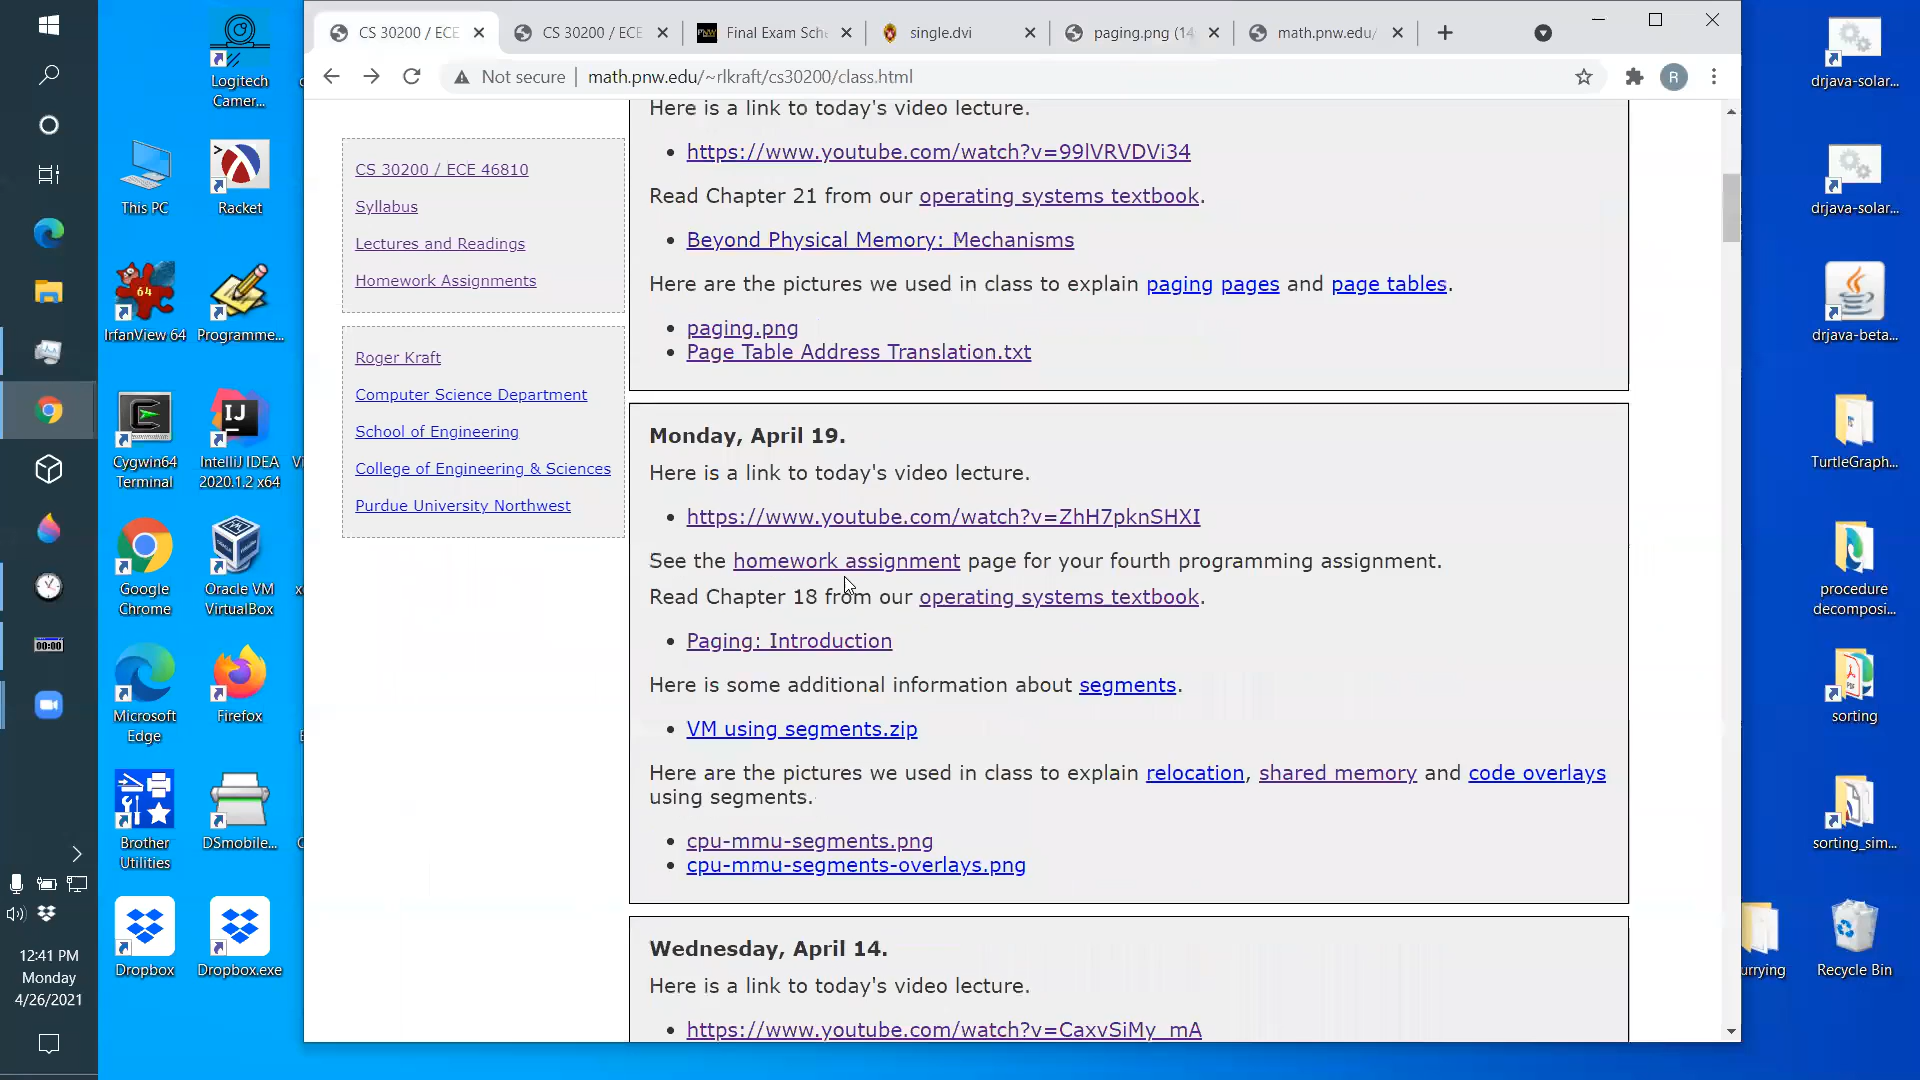 CS 30200 / ECE
CS 30200 / ECE
Final Exam Sch
single.dvi
paging.png (14
math.pnw.edu/
Not secure
math.pnw.edu/~rlkraft/cs30200/class.html
R
CS 30200 / ECE 46810
Syllabus
Lectures and Readings
Homework Assignments
Roger Kraft
Computer Science Department
School of Engineering
College of Engineering & Sciences
Purdue University Northwest
Here is a link to today's video lecture.
https://www.youtube.com/watch?v=99lVRVDVi34
Read Chapter 21 from our operating systems textbook.
Beyond Physical Memory: Mechanisms
Here are the pictures we used in class to explain paging pages and page tables.
paging.png
Page Table Address Translation.txt
Monday, April 19.
Here is a link to today's video lecture.
https://www.youtube.com/watch?v=ZhH7pknSHXI
See the homework assignment page for your fourth programming assignment.
Read Chapter 18 from our operating systems textbook.
Paging: Introduction
Here is some additional information about segments.
VM using segments.zip
Here are the pictures we used in class to explain relocation, shared memory and code overlays
using segments.
cpu-mmu-segments.png
cpu-mmu-segments-overlays.png
Wednesday, April 14.
Here is a link to today's video lecture.
https://www.youtube.com/watch?v=CaxvSiMy_mA
Logitech
Camer...
This PC
Racket
64
IrfanView 64
Programme...
IJ
Cygwin64
Terminal
IntelliJ IDEA
2020.1.2 x64
Google
Chrome
Oracle VM
VirtualBox
Microsoft
Edge
Firefox
Brother
Utilities
DSmobile...
Dropbox
Dropbox.exe
00:00
12:41 PM
Monday
4/26/2021
drjava-solar...
drjava-solar...
drjava-beta...
TurtleGraph...
procedure
decomposi...
PDF
sorting
sorting_sim...
urrying
Recycle Bin